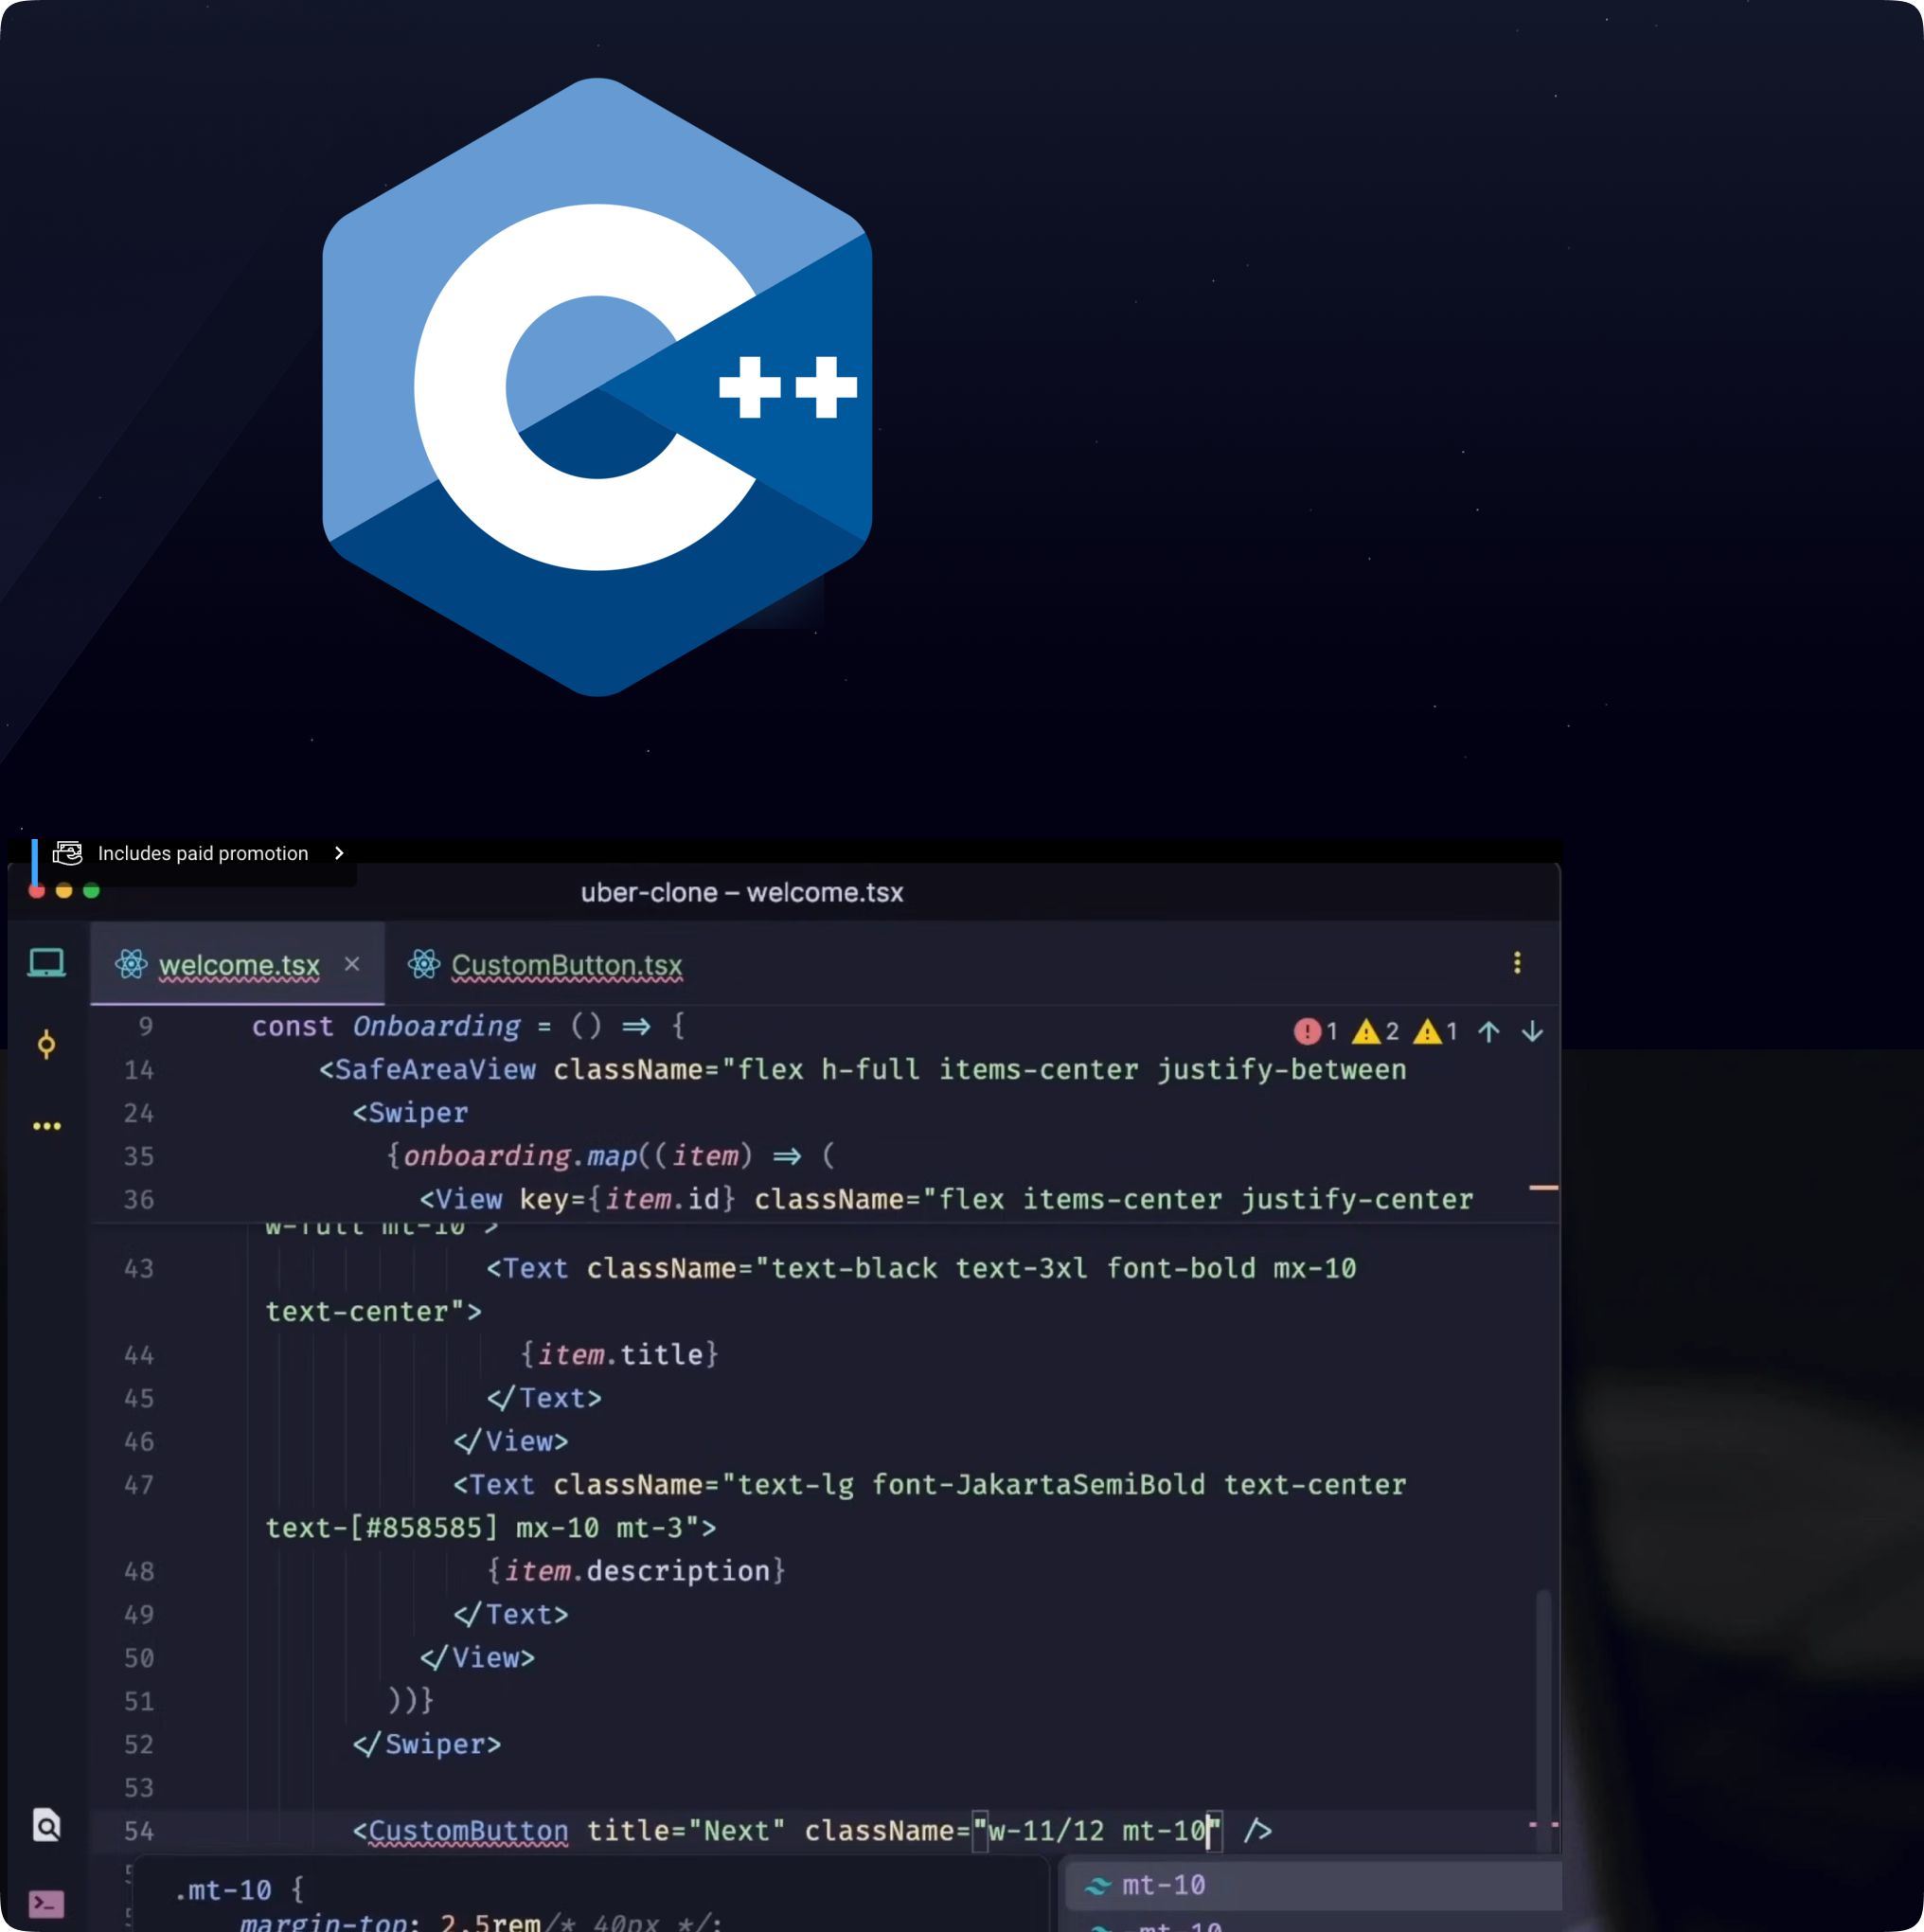 C++
Includes paid promotion
uber-clone – welcome.tsx
welcome.tsx × CustomButton.tsx
9 const Onboarding = () ⇒ {
1 2 1
14 <SafeAreaView className="flex h-full items-center justify-between
24 <Swiper
35 {onboarding.map((item) ⇒ (
36 <View key={item.id} className="flex items-center justify-center
w-full mt-10">
43 <Text className="text-black text-3xl font-bold mx-10
text-center">
44 {item.title}
45 </Text>
46 </View>
47 <Text className="text-lg font-JakartaSemiBold text-center
text-[#858585] mx-10 mt-3">
48 {item.description}
49 </Text>
50 </View>
51 ))}
52 </Swiper>
53
54 <CustomButton title="Next" className="w-11/12 mt-10" />
.mt-10 {
margin-top: 2.5rem/* 40px */;
mt-10
-mt-10